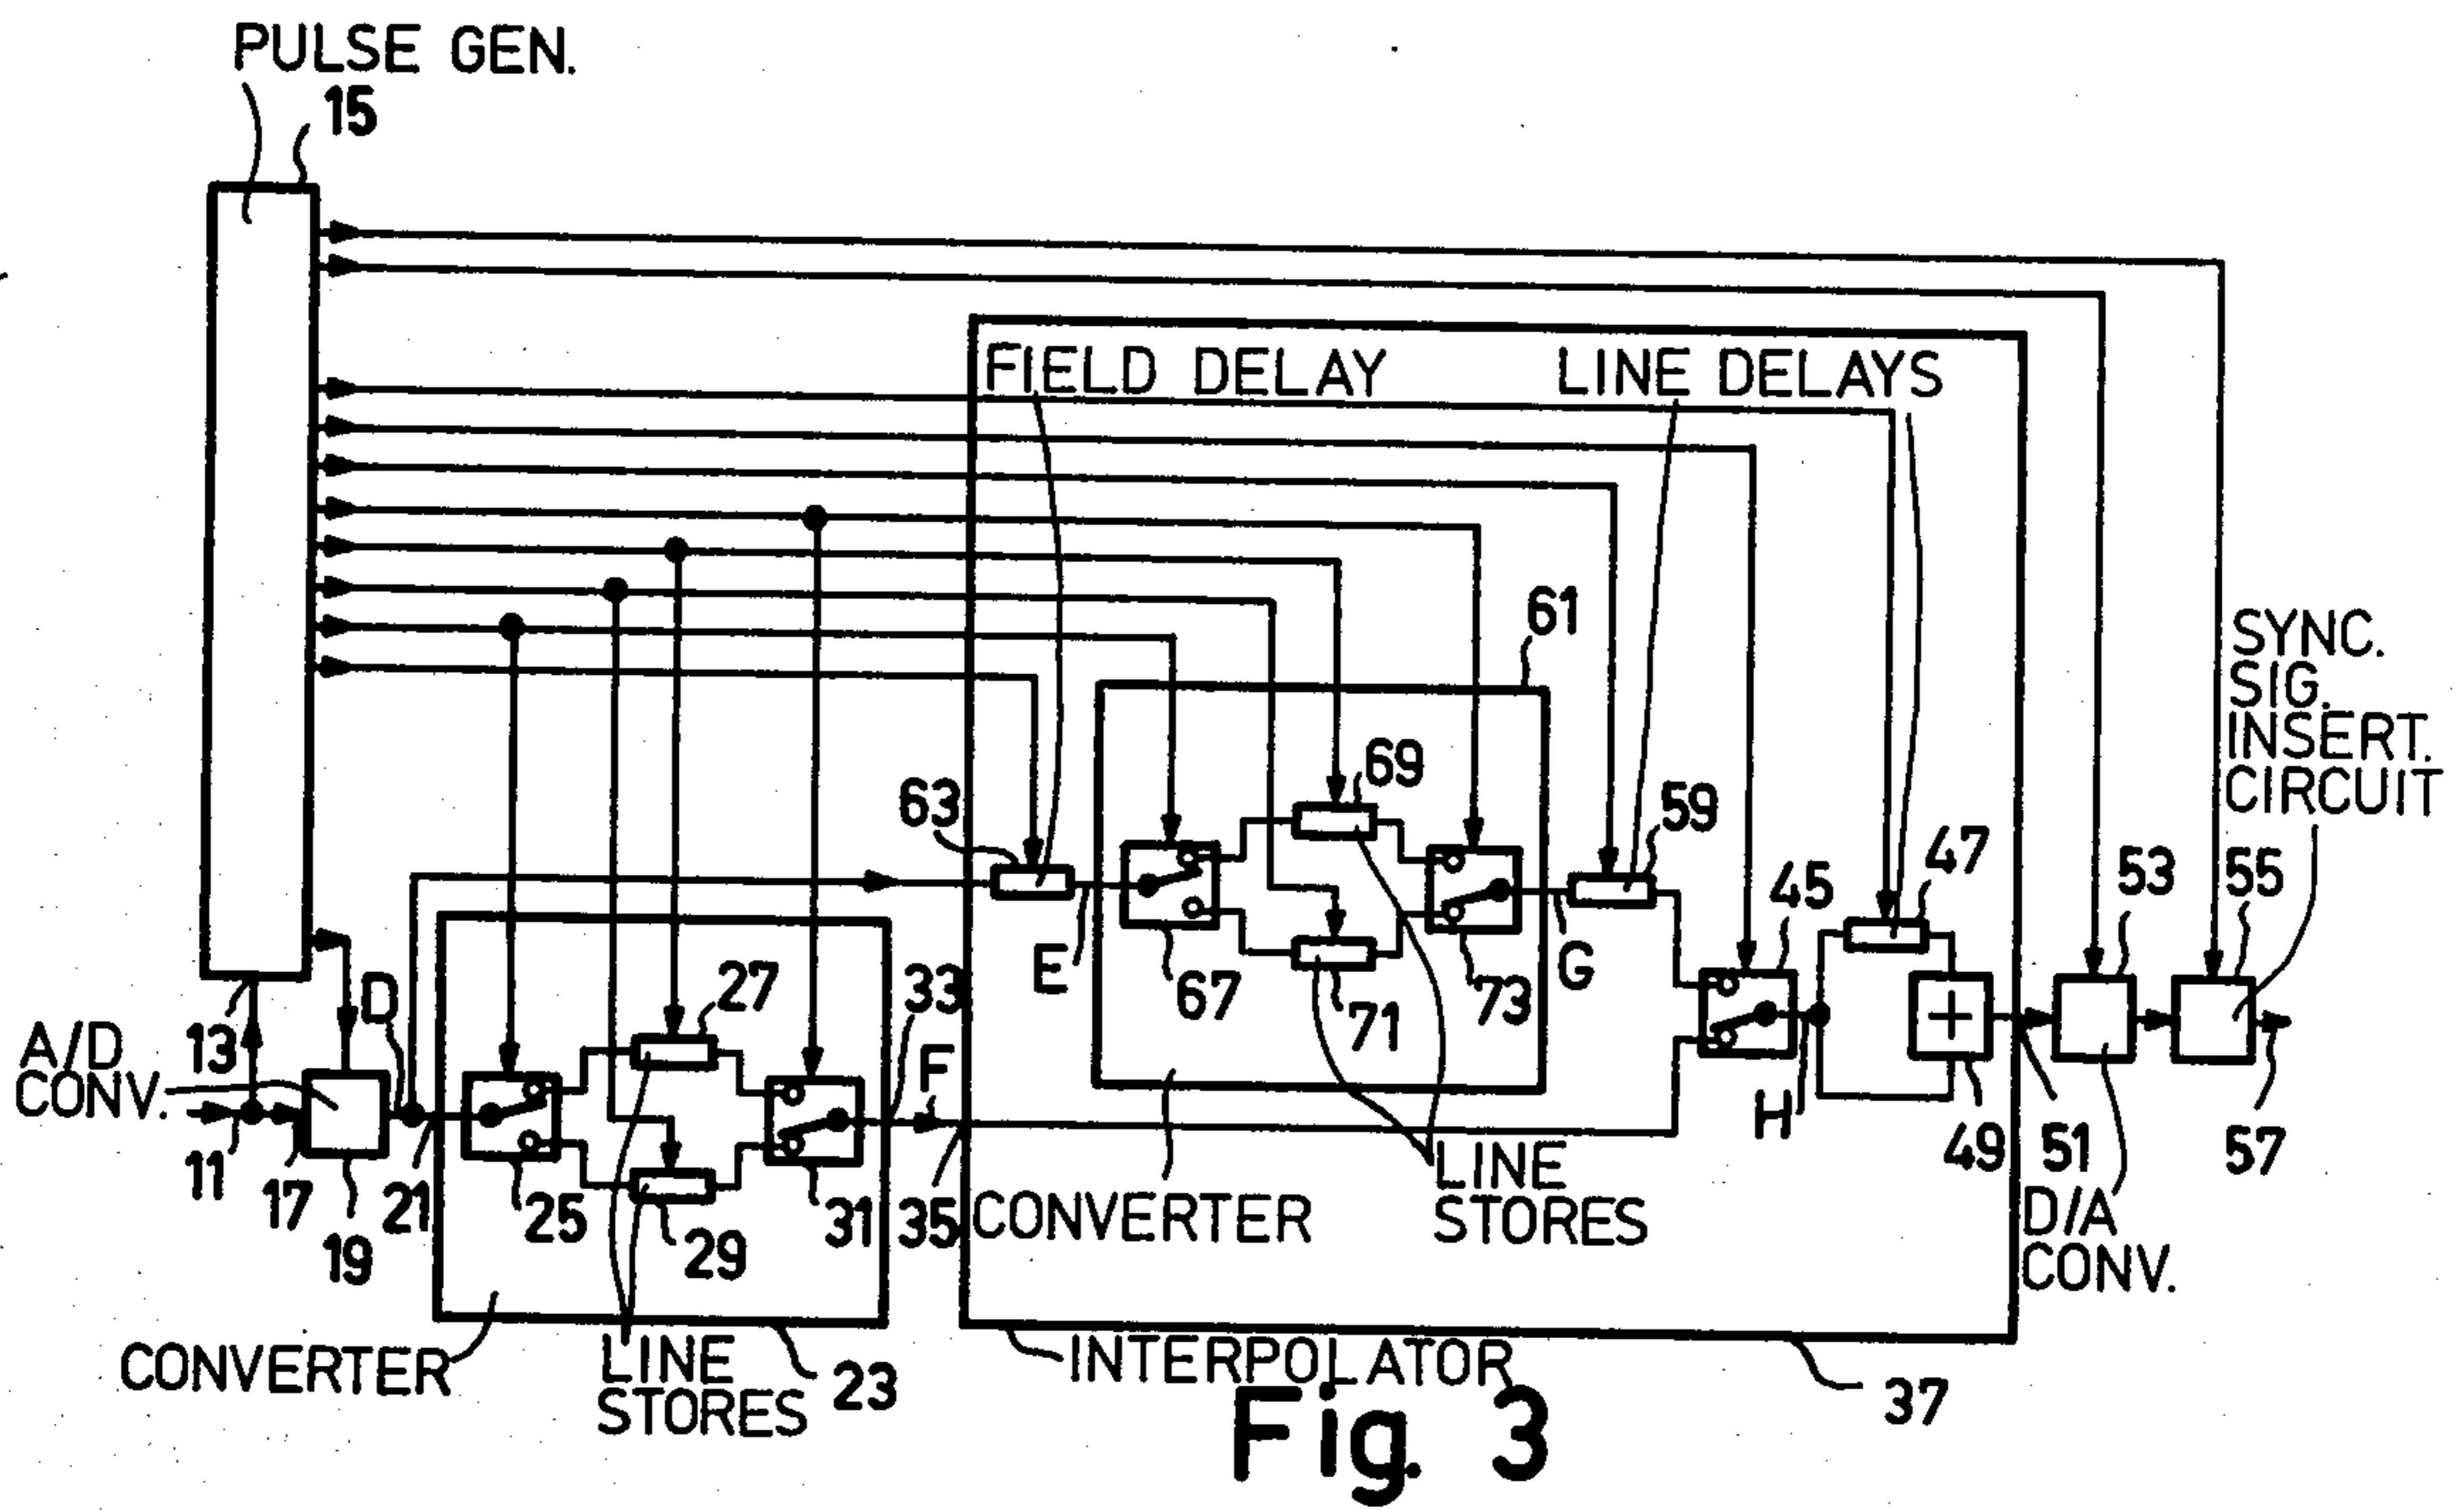 PULSE GEN.
15
FIELD DELAY
LINE DELAYS
61
SYNC.
SIG.
INSERT.
CIRCUIT
63
69
59
45
47
53
55
E
67
71
73
G
D
27
33
A/D
CONV.
13
F
H
11
17
19
21
25
29
31
35
CONVERTER
LINE
STORES
49
51
57
D/A
CONV.
CONVERTER
LINE
STORES
23
INTERPOLATOR
37
Fig. 3